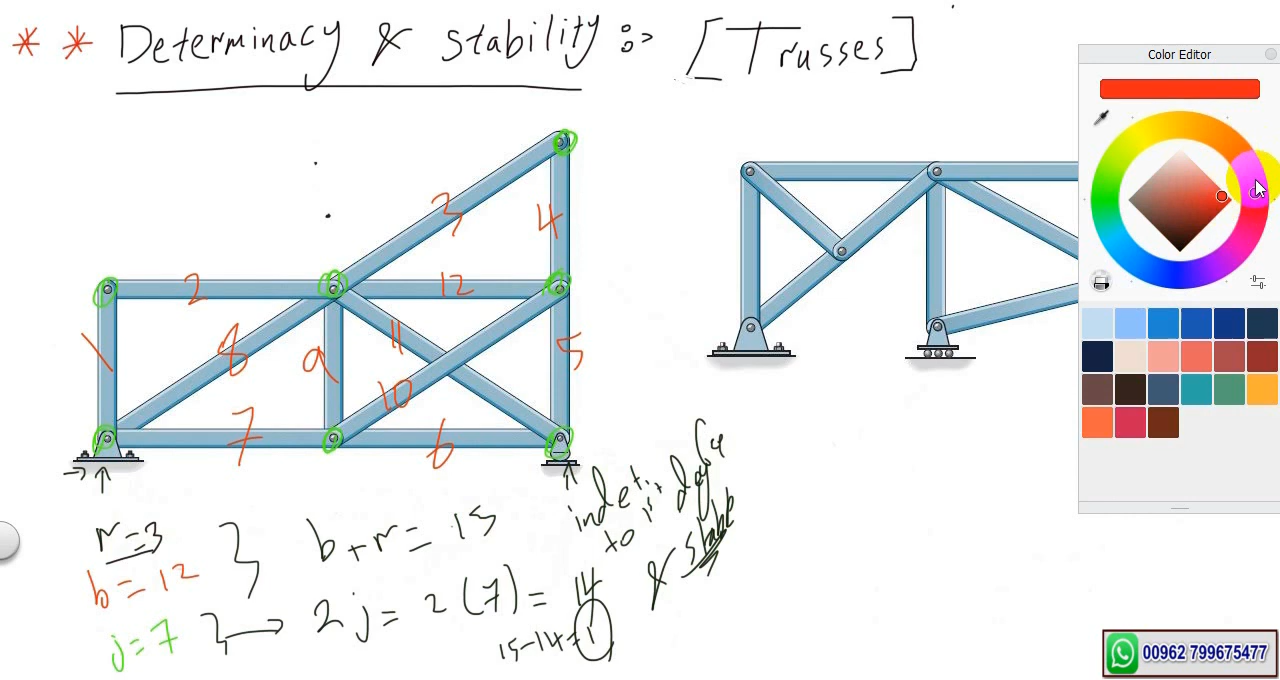 ** Determinacy & stability :-> [Trusses]
Color Editor
3
4
2
12
1
8
9
11
5
10
7
6
r=3
b=12
j=7
b+r=15
2j=2(7)=14
15-14=1
to 1st deg
& stable
00962 799675477